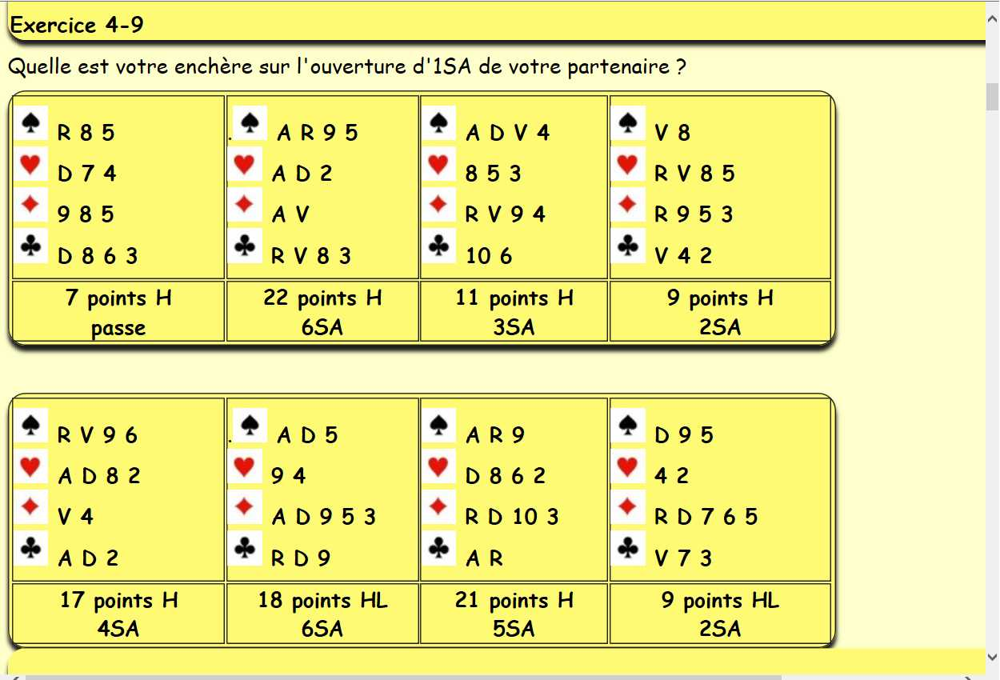 Exercice 4-9
Quelle est votre enchère sur l'ouverture d'1SA de votre partenaire ?
R 8 5
D 7 4
9 8 5
D 8 6 3
7 points H
passe
. A R 9 5
A D 2
A V
R V 8 3
22 points H
6SA
A D V 4
8 5 3
R V 9 4
10 6
11 points H
3SA
V 8
R V 8 5
R 9 5 3
V 4 2
9 points H
2SA
R V 9 6
A D 8 2
V 4
A D 2
17 points H
4SA
. A D 5
9 4
A D 9 5 3
R D 9
18 points HL
6SA
A R 9
D 8 6 2
R D 10 3
A R
21 points H
5SA
D 9 5
4 2
R D 7 6 5
V 7 3
9 points HL
2SA